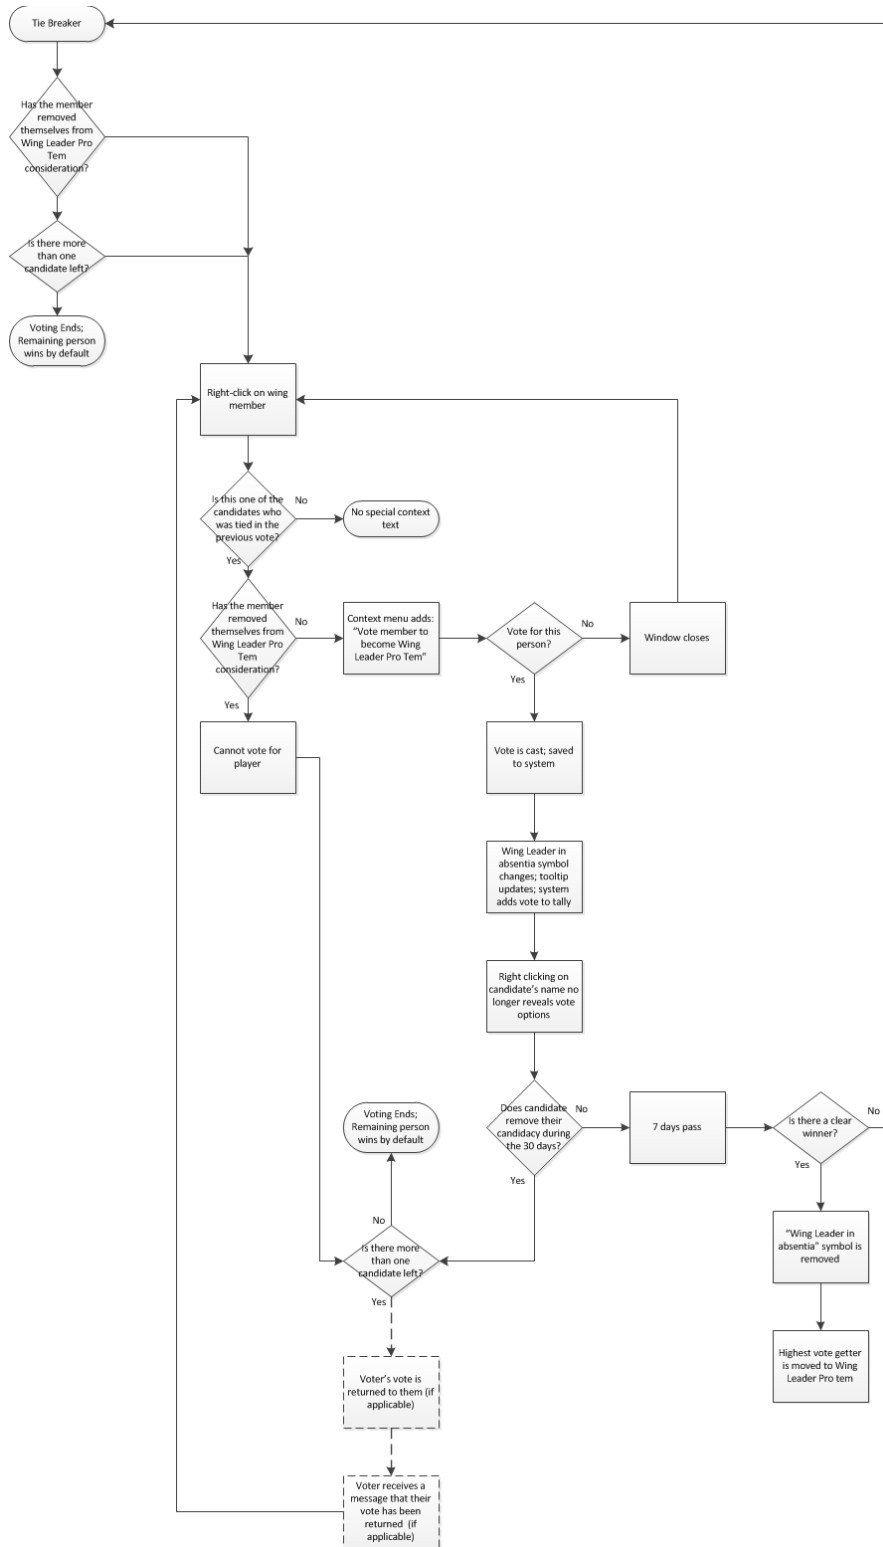 Tie Breaker
Has the member
removed
themselves from
Wing Leader Pro
Tem
consideration?
Is there more
than one
candidate left?
Voting Ends;
Remaining person
wins by default
Right-click on wing
member
Is this one of the
candidates who
was tied in the
previous vote?
No
No special context
text
Yes
Has the member
removed
themselves from
Wing Leader Pro
Tem
consideration?
No
Context menu adds:
“Vote member to
become Wing
Leader Pro Tem”
Vote for this
person?
No
Window closes
Yes
Yes
Cannot vote for
player
Vote is cast; saved
to system
Wing Leader in
absentia symbol
changes; tooltip
updates; system
adds vote to tally
Right clicking on
candidate’s name no
longer reveals vote
options
Does candidate
remove their
candidacy during
the 30 days?
No
7 days pass
Is there a clear
winner?
No
Yes
Yes
Voting Ends;
Remaining person
wins by default
No
Is there more
than one
candidate left?
Yes
“Wing Leader in
absentia” symbol is
removed
Highest vote getter
is moved to Wing
Leader Pro tem
Voter’s vote is
returned to them (if
applicable)
Voter receives a
message that their
vote has been
returned (if
applicable)